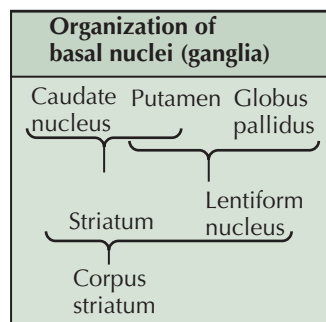 Organization of
basal nuclei (ganglia)
Caudate Putamen Globus
nucleus pallidus
Lentiform
Striatum nucleus
Corpus
striatum